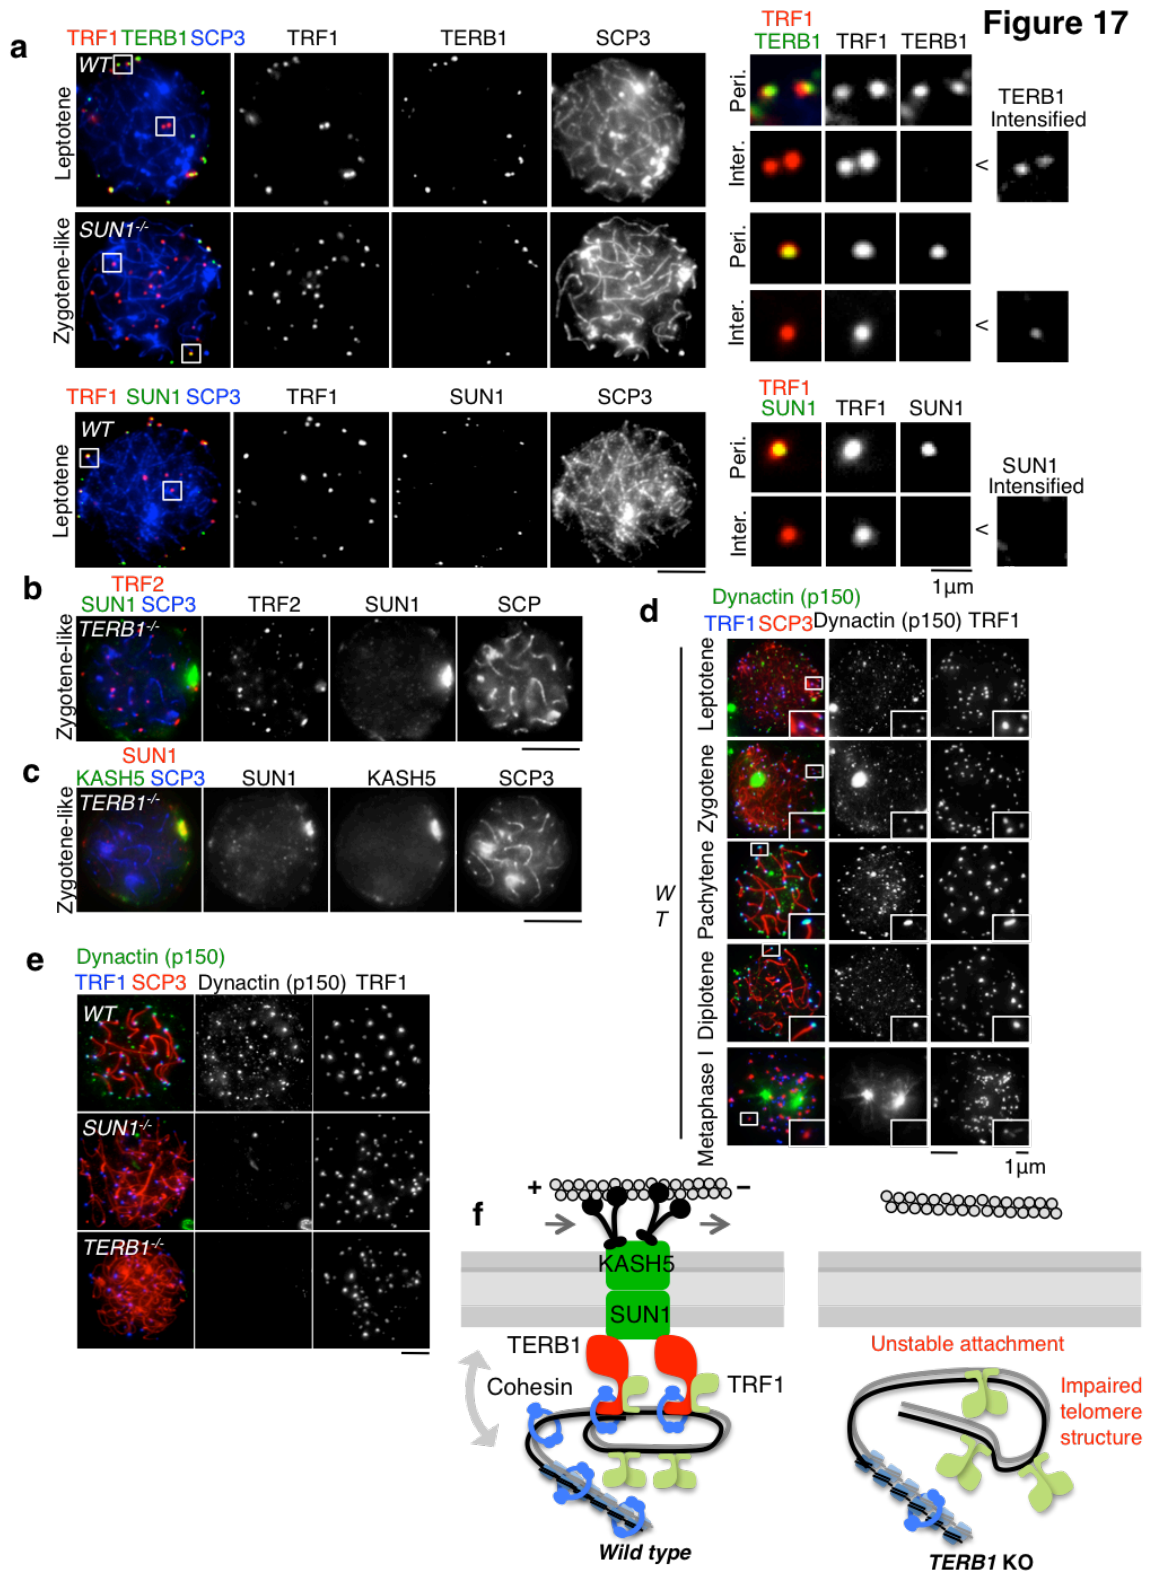 Figure 17
a
TRF1 TERB1 SCP3
TRF1
TERB1
SCP3
TRF1
TERB1
TRF1
TERB1
WT
Leptotene
Peri.
Inter.
TERB1
Intensified
<
SUN1-/-
Zygotene-like
Peri.
Inter.
<
TRF1 SUN1 SCP3
TRF1
SUN1
SCP3
TRF1
SUN1
TRF1
SUN1
WT
Leptotene
Peri.
Inter.
SUN1
Intensified
<
1μm
b
TRF2
SUN1 SCP3
TRF2
SUN1
SCP
TERB1-/-
Zygotene-like
c
SUN1
KASH5 SCP3
SUN1
KASH5
SCP3
TERB1-/-
Zygotene-like
d
Dynactin (p150)
TRF1 SCP3 Dynactin (p150) TRF1
W
T
Leptotene
Zygotene
Pachytene
Diplotene
Metaphase I
1μm
e
Dynactin (p150)
TRF1 SCP3 Dynactin (p150) TRF1
WT
SUN1-/-
TERB1-/-
f
+
−
KASH5
SUN1
TERB1
Cohesin
TRF1
Wild type
Unstable attachment
Impaired
telomere
structure
TERB1 KO